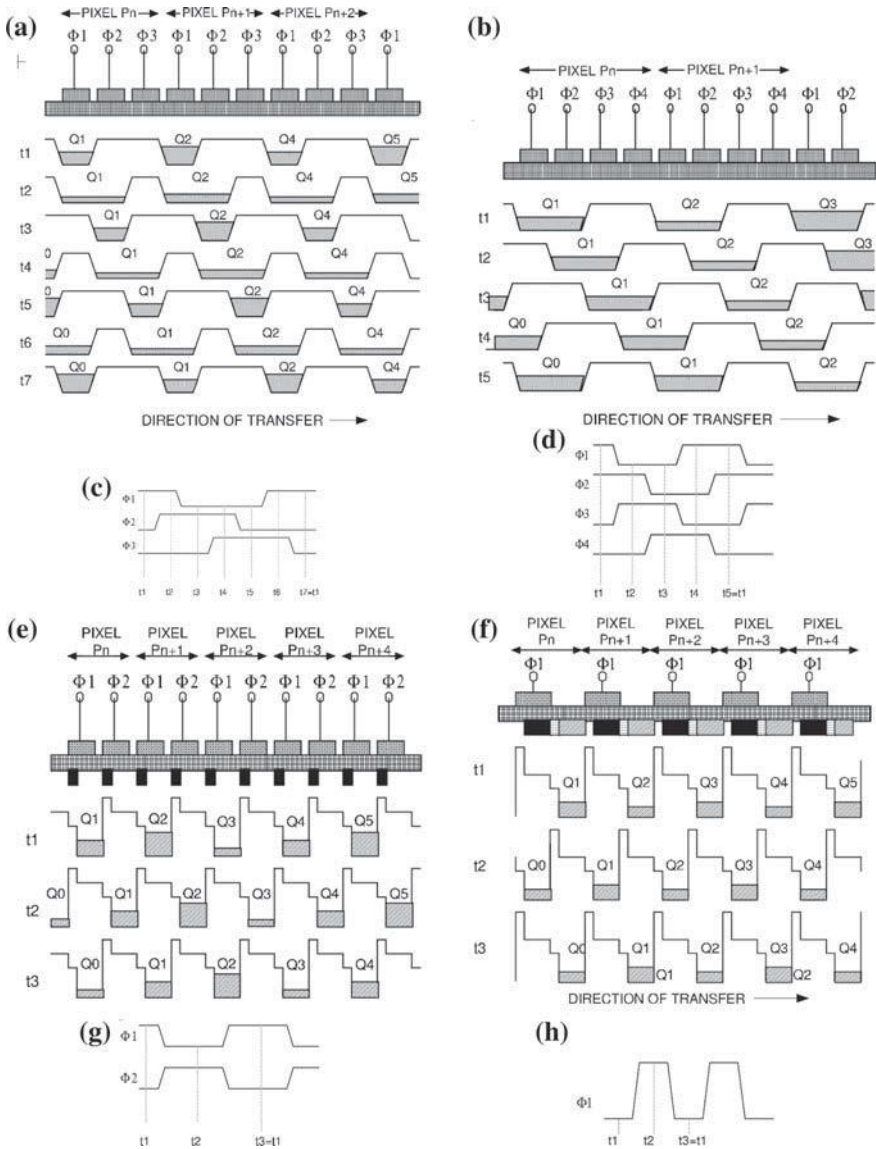 (a)
PIXEL Pn PIXEL Pn+1 PIXEL Pn+2
Φ1 Φ2 Φ3 Φ1 Φ2 Φ3 Φ1 Φ2 Φ3 Φ1
t1 Q1 Q2 Q4 Q5
t2 Q1 Q2 Q4 Q5
t3 Q1 Q2 Q4
t4 0 Q1 Q2 Q4
t5 0 Q1 Q2 Q4
t6 Q0 Q1 Q2 Q4
t7 Q0 Q1 Q2 Q4
DIRECTION OF TRANSFER
(b)
PIXEL Pn PIXEL Pn+1
Φ1 Φ2 Φ3 Φ4 Φ1 Φ2 Φ3 Φ4 Φ1 Φ2
t1 Q1 Q2 Q3
t2 Q1 Q2 Q3
t3 Q1 Q2
t4 Q0 Q1 Q2
t5 Q0 Q1 Q2
DIRECTION OF TRANSFER
(c)
Φ1
Φ2
Φ3
t1 t2 t3 t4 t5 t6 t7=t1
(d)
Φ1
Φ2
Φ3
Φ4
t1 t2 t3 t4 t5=t1
(e)
PIXEL PIXEL PIXEL PIXEL PIXEL
Pn Pn+1 Pn+2 Pn+3 Pn+4
Φ1 Φ2 Φ1 Φ2 Φ1 Φ2 Φ1 Φ2 Φ1 Φ2
t1 Q1 Q2 Q3 Q4 Q5
t2 Q0 Q1 Q2 Q3 Q4 Q5
t3 Q0 Q1 Q2 Q3 Q4
(f)
PIXEL PIXEL PIXEL PIXEL PIXEL
Pn Pn+1 Pn+2 Pn+3 Pn+4
Φ1 Φ1 Φ1 Φ1 Φ1
t1 Q1 Q2 Q3 Q4 Q5
t2 Q0 Q1 Q2 Q3 Q4
t3 Q0 Q1 Q2 Q3 Q4
Q1 Q2
DIRECTION OF TRANSFER
(g)
Φ1
Φ2
t1 t2 t3=t1
(h)
Φ1
t1 t2 t3=t1